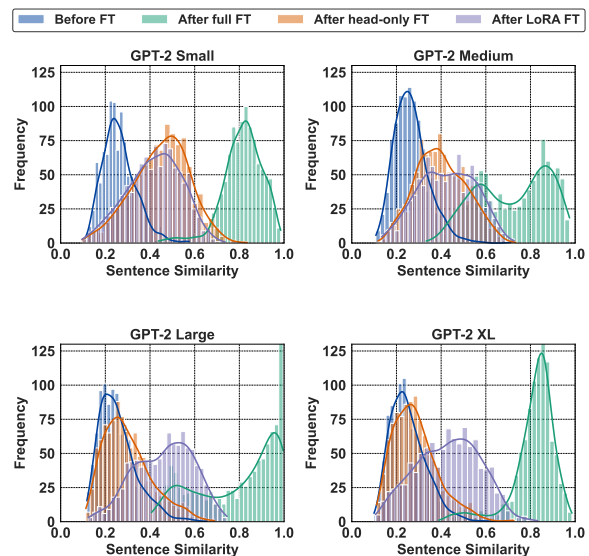 Before FT After full FT After head-only FT After LoRA FT
GPT-2 Small
125
100
75
50
25
0
Frequency
0.0 0.2 0.4 0.6 0.8 1.0
Sentence Similarity
GPT-2 Medium
125
100
75
50
25
0
Frequency
0.0 0.2 0.4 0.6 0.8 1.0
Sentence Similarity
GPT-2 Large
125
100
75
50
25
0
Frequency
0.0 0.2 0.4 0.6 0.8 1.0
Sentence Similarity
GPT-2 XL
125
100
75
50
25
0
Frequency
0.0 0.2 0.4 0.6 0.8 1.0
Sentence Similarity